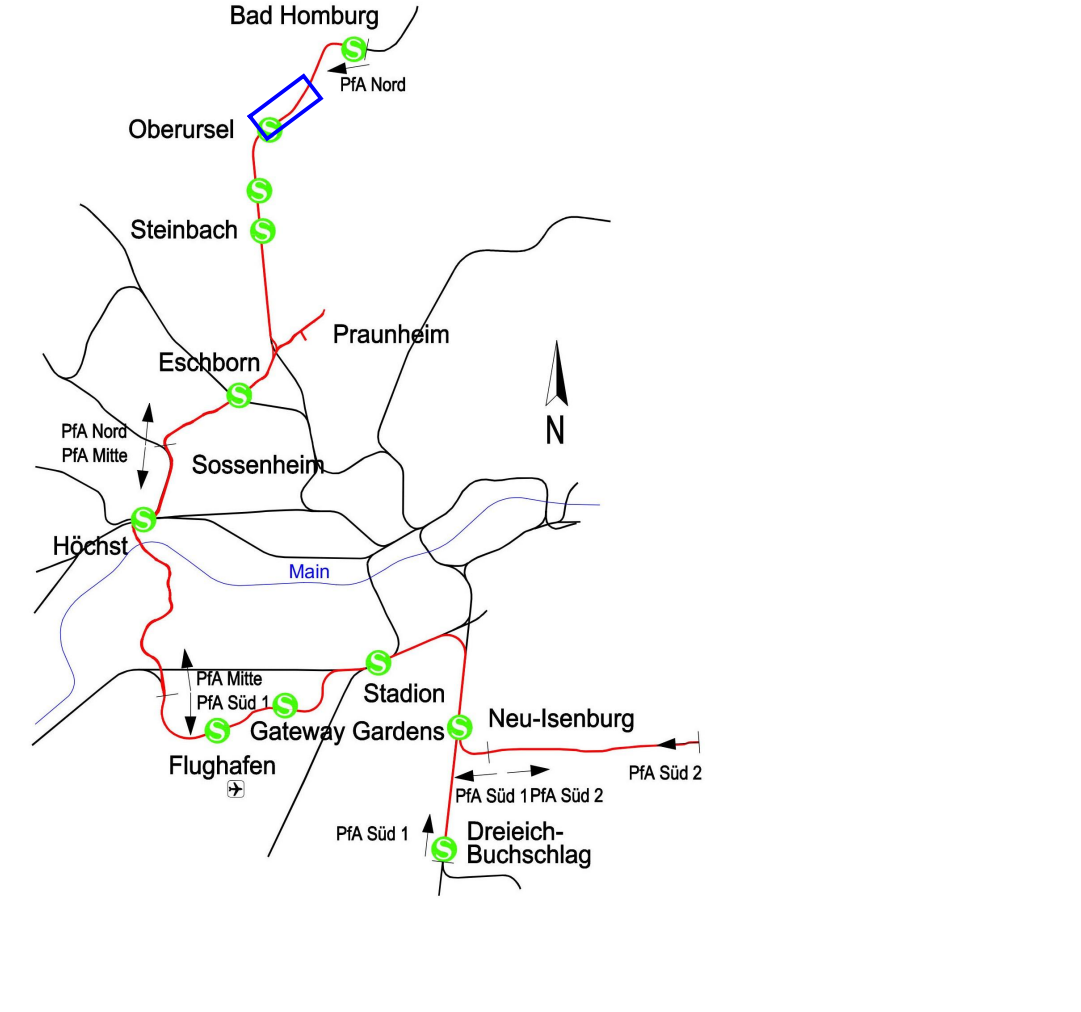 Bad Homburg
S
PfA Nord
Oberursel
S
S
Steinbach
S
Praunheim
Eschborn
S
N
PfA Nord
PfA Mitte
Sossenheim
S
Höchst
Main
S
PfA Mitte
Stadion
PfA Süd 1
S
Gateway Gardens
S
Neu-Isenburg
S
Flughafen
PfA Süd 2
PfA Süd 1
PfA Süd 2
PfA Süd 1
S
Dreieich-
Buchschlag